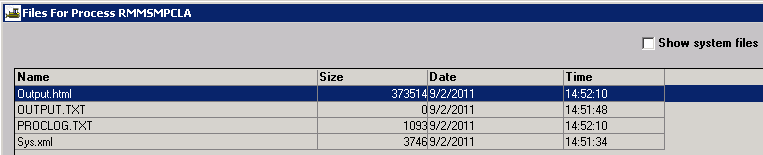 Files For Process RMMSMPCLA
Show system files
Name Size Date Time
Output.html 373514 9/2/2011 14:52:10
OUTPUT.TXT 0 9/2/2011 14:51:48
PROCLOG.TXT 1093 9/2/2011 14:52:10
Sys.xml 3746 9/2/2011 14:51:34